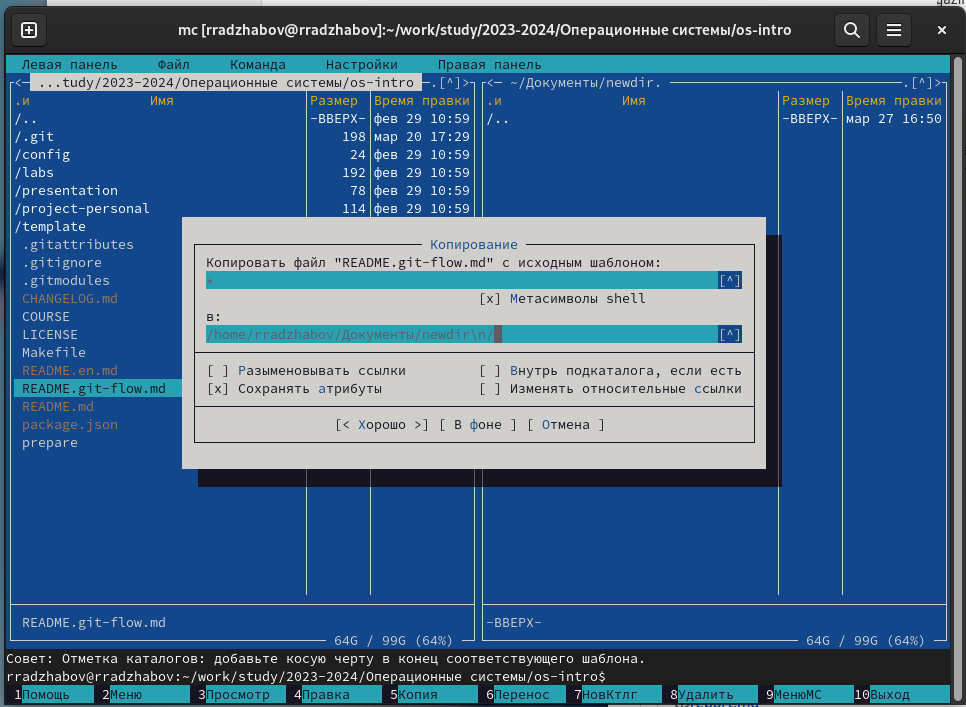 mc [rradzhabov@rradzhabov]:~/work/study/2023-2024/Операционные системы/os-intro
Левая панель Файл Команда Настройки Правая панель
<— ...tudy/2023-2024/Операционные системы/os-intro —.[^]> <— ~/Документы/newdir. —.[^]>
.и Имя Размер Время правки .и Имя Размер Время правки
/.. -ВВЕРХ- фев 29 10:59 /.. -ВВЕРХ- мар 27 16:50
/.git 198 мар 20 17:29
/config 24 фев 29 10:59
/labs 192 фев 29 10:59
/presentation 78 фев 29 10:59
/project-personal 114 фев 29 10:59
/template
.gitattributes
.gitignore
.gitmodules
CHANGELOG.md
COURSE
LICENSE
Makefile
README.en.md
README.git-flow.md
README.md
package.json
prepare
Копирование
Копировать файл "README.git-flow.md" с исходным шаблоном:
* [^]
[x] Метасимволы shell
в:
/home/rradzhabov/Документы/newdir\n/ [^]
[ ] Разыменовывать ссылки [ ] Внутрь подкаталога, если есть
[x] Сохранять атрибуты [ ] Изменять относительные ссылки
[< Хорошо >] [ В фоне ] [ Отмена ]
README.git-flow.md -ВВЕРХ-
64G / 99G (64%) 64G / 99G (64%)
Совет: Отметка каталогов: добавьте косую черту в конец соответствующего шаблона.
rradzhabov@rradzhabov:~/work/study/2023-2024/Операционные системы/os-intro$
1Помощь 2Меню 3Просмотр 4Правка 5Копия 6Перенос 7НовКтлг 8Удалить 9МенюМС 10Выход